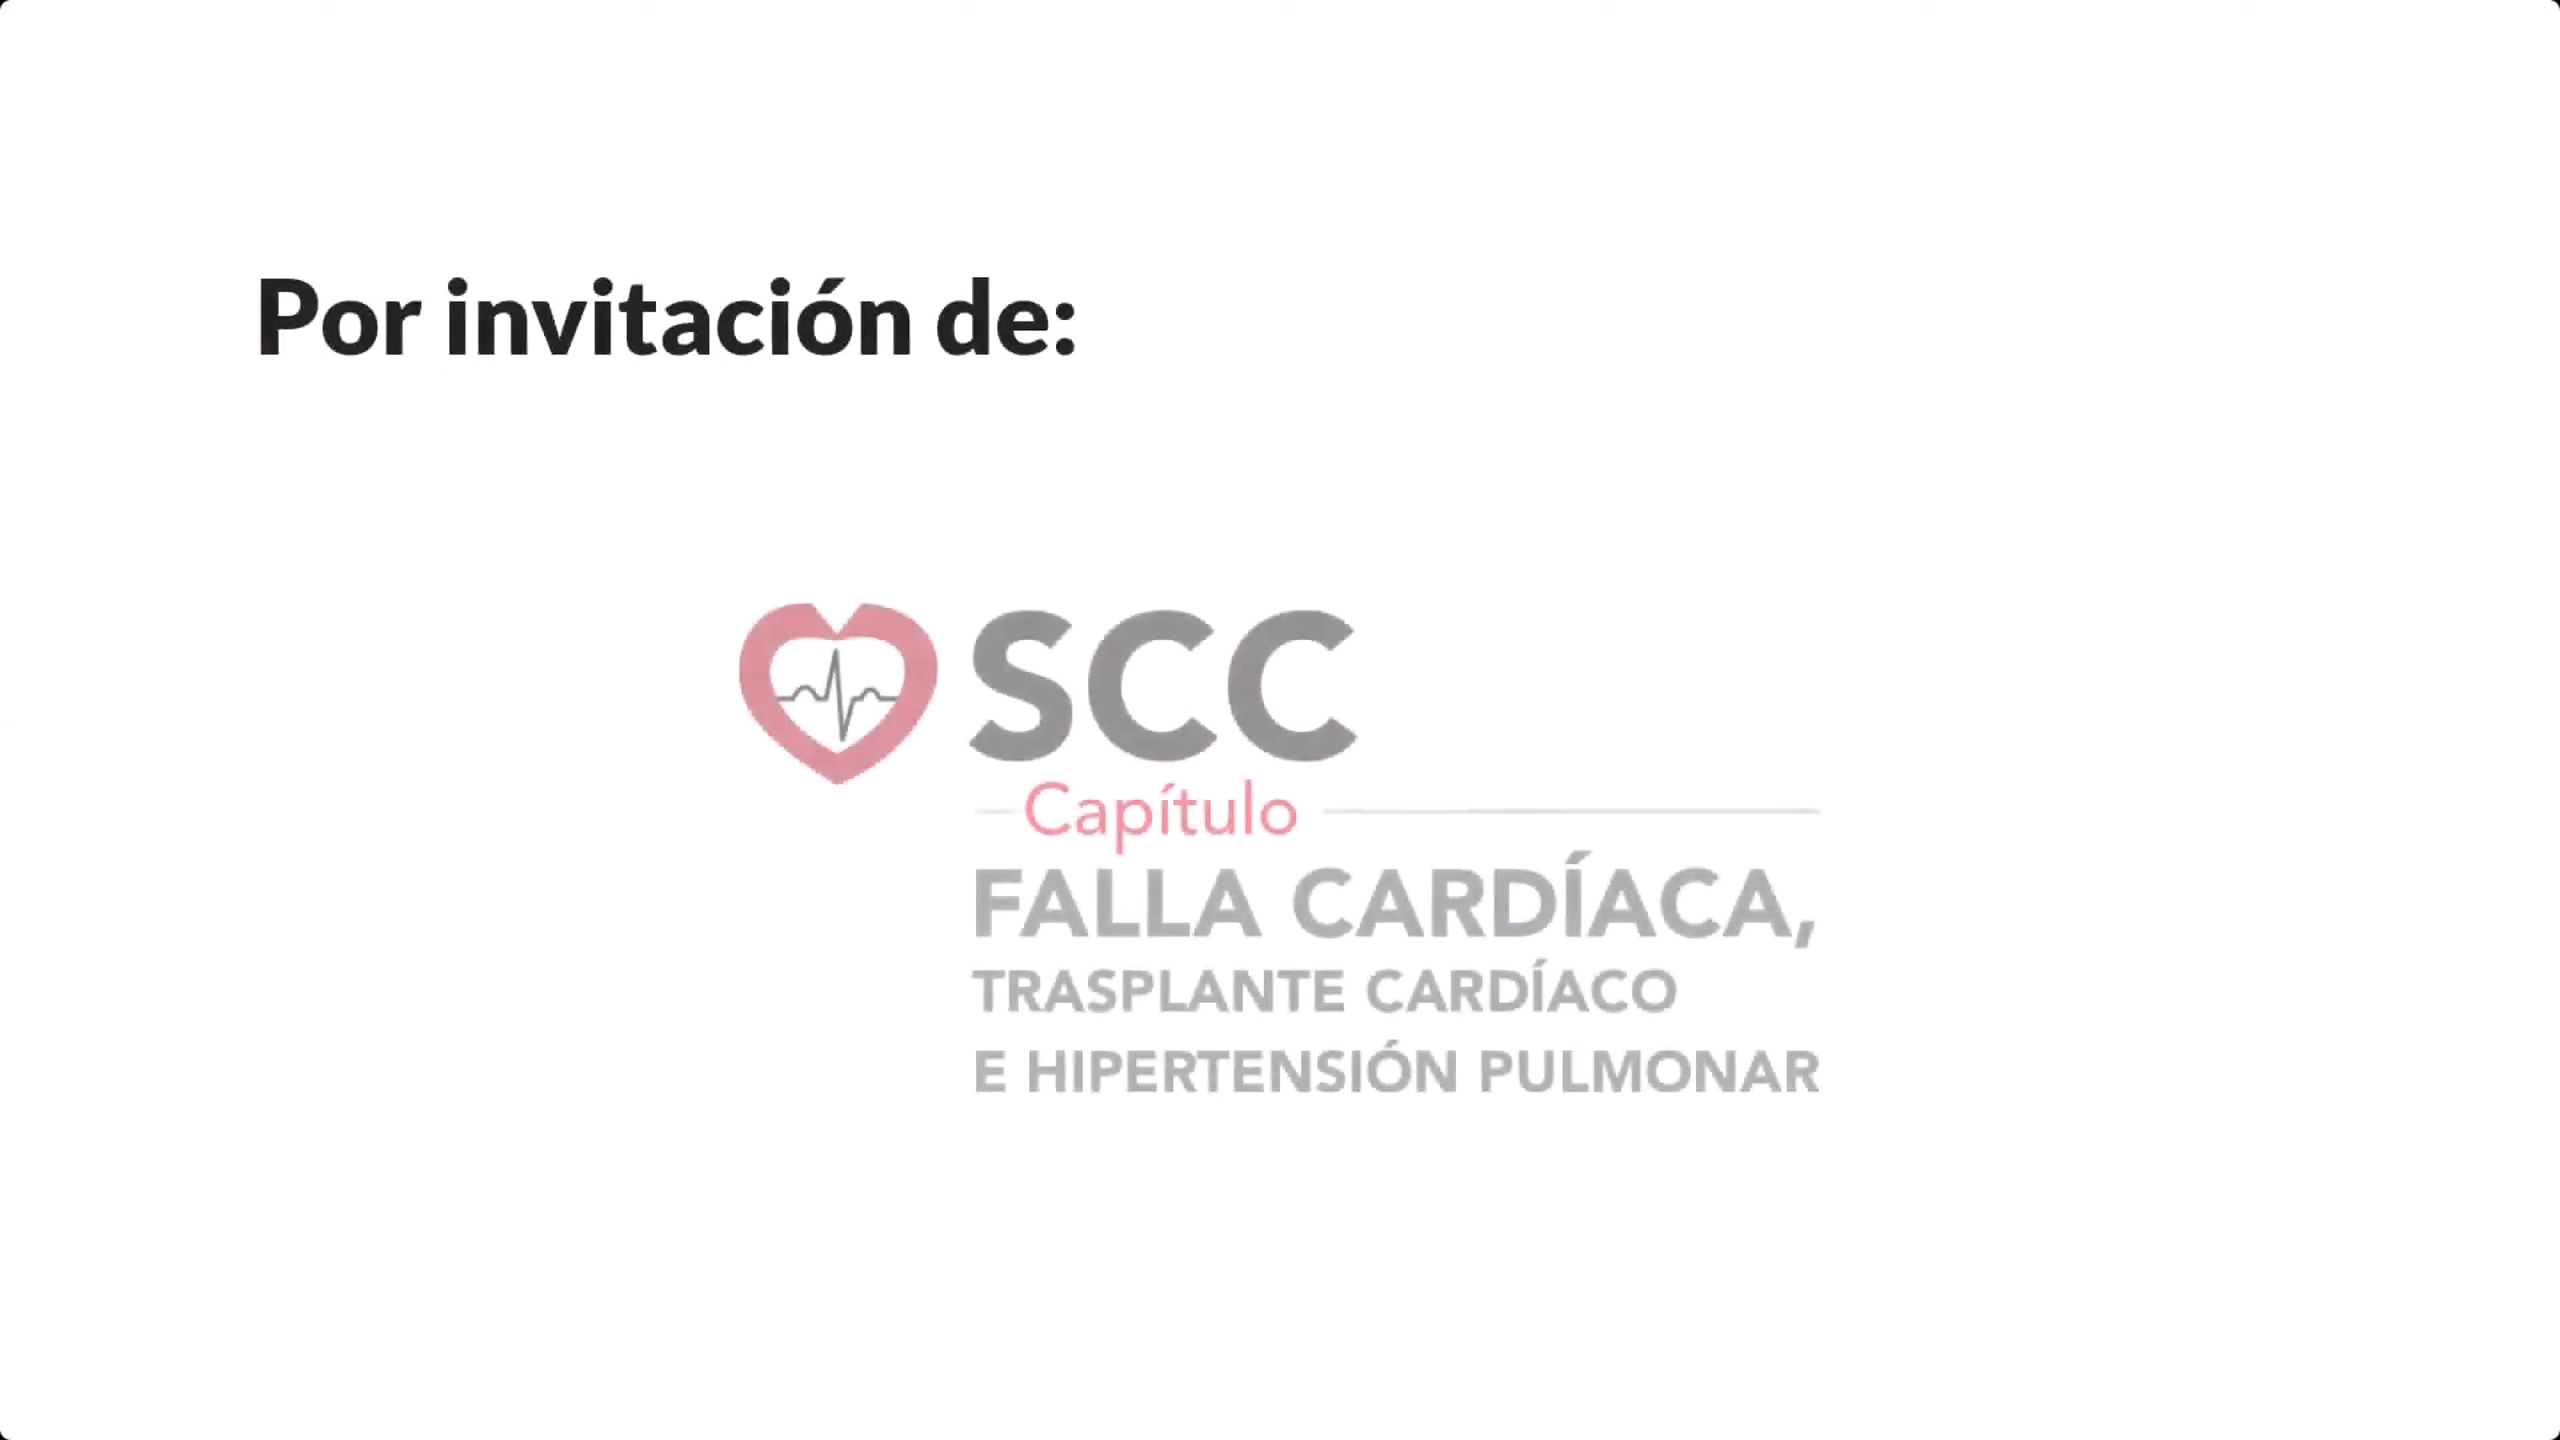 Por invitación de:
SCC
Capítulo
FALLA CARDÍACA,
TRASPLANTE CARDÍACO
E HIPERTENSIÓN PULMONAR